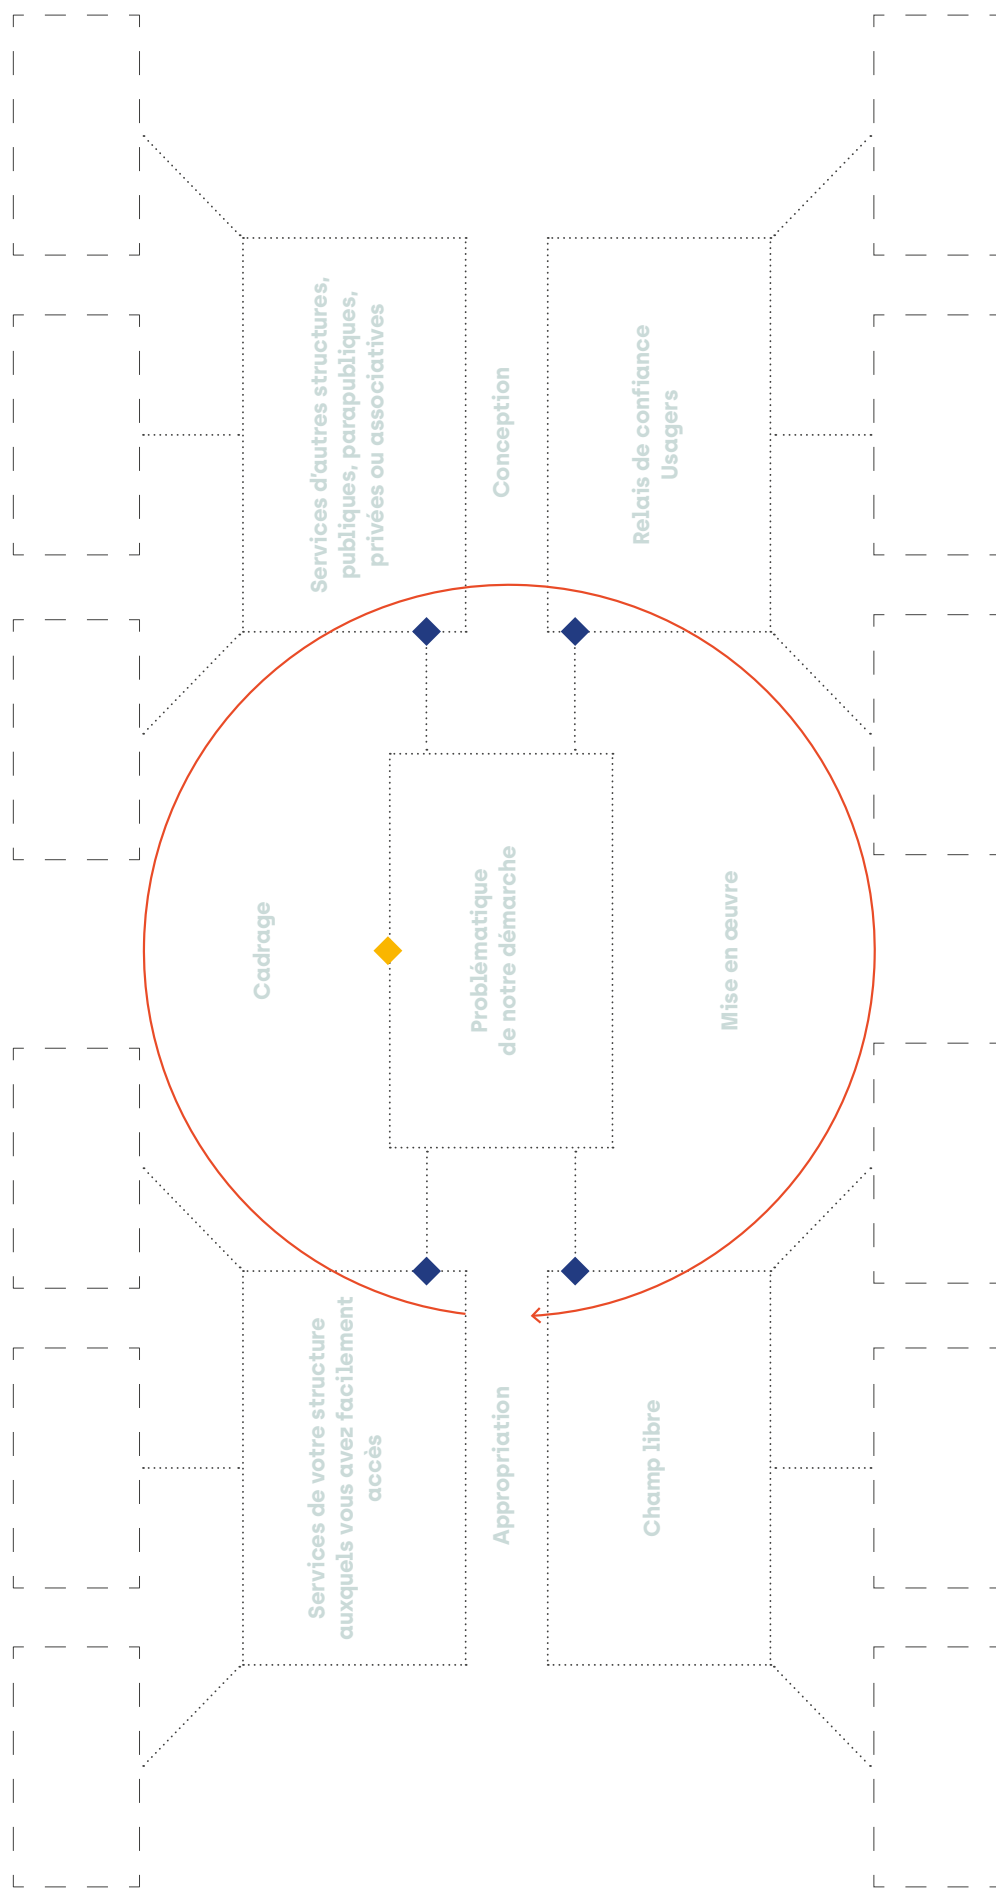 Cadrage
Services de votre structure
auxquels vous avez facilement
accès
Services d'autres structures,
publiques, parapubliques,
privées ou associatives
Appropriation
Problématique
de notre démarche
Conception
Champ libre
Relais de confiance
Usagers
Mise en œuvre